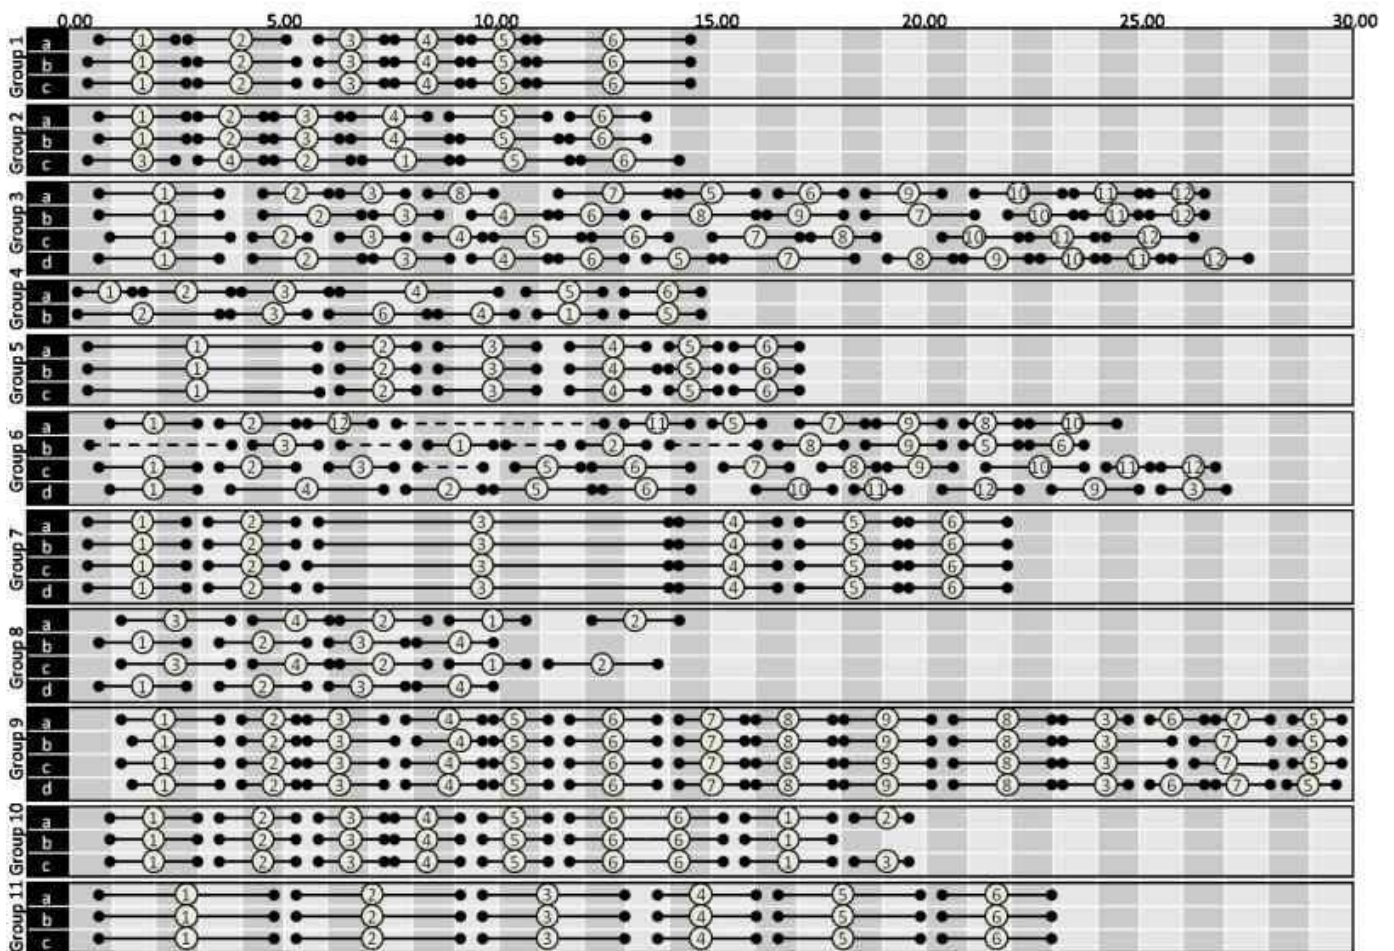 0.00 5.00 10.00 15.00 20.00 25.00 30.00
Group 1
a 1 2 3 4 5 6
b 1 2 3 4 5 6
c 1 2 3 4 5 6
Group 2
a 1 2 3 4 5 6
b 1 2 3 4 5 6
c 3 4 2 1 5 6
Group 3
a 1 2 3 8 7 5 6 9 10 12 12
b 1 2 3 4 6 8 9 7 10 11 12
c 1 2 3 4 5 6 7 8 10 11 12
d 1 2 3 4 6 5 7 8 9 10 11 12
Group 4
a 1 2 3 4 5 6
b 2 3 6 4 1 5
Group 5
a 1 2 3 4 5 6
b 1 2 3 4 5 6
c 1 2 3 4 5 6
Group 6
a 1 2 12 11 5 7 9 8 10
b 3 1 2 8 9 5 6
c 1 2 3 5 6 7 8 9 10 11 12
d 1 4 2 5 6 10 11 12 9 3
Group 7
a 1 2 3 4 5 6
b 1 2 3 4 5 6
c 1 2 3 4 5 6
d 1 2 3 4 5 6
Group 8
a 3 4 2 1 2
b 1 2 3 4
c 3 4 2 1 2
d 1 2 3 4
Group 9
a 1 2 3 4 5 6 7 8 9 8 3 6 7 5
b 1 2 3 4 5 6 7 8 9 8 3 7 5
c 1 2 3 4 5 6 7 8 9 8 3 7 5
d 1 2 3 4 5 6 7 8 9 8 3 6 7 5
Group 10
a 1 2 3 4 5 6 6 1 2
b 1 2 3 4 5 6 6 1
c 1 2 3 4 5 6 6 1 3
Group 11
a 1 2 3 4 5 6
b 1 2 3 4 5 6
c 1 2 3 4 5 6